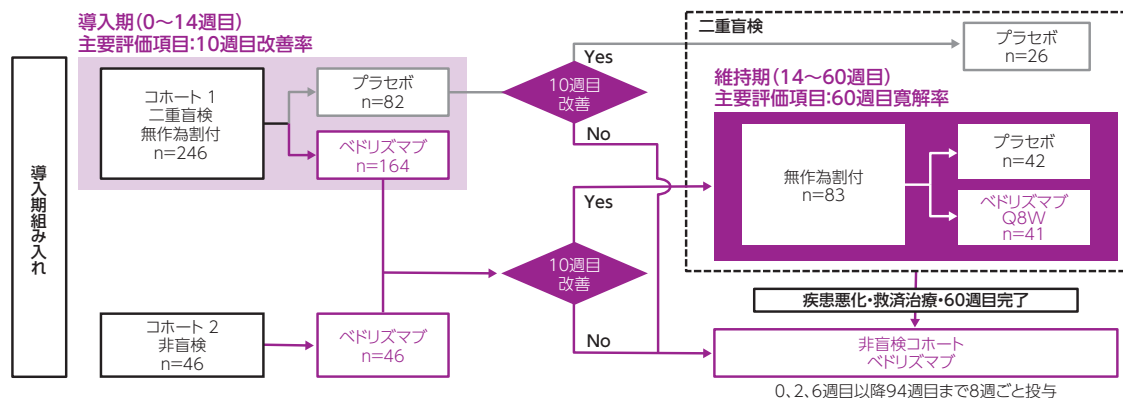 導入期組み入れ
導入期(0〜14週目)
主要評価項目:10週目改善率
コホート 1
二重盲検
無作為割付
n=246
プラセボ
n=82
ベドリズマブ
n=164
コホート 2
非盲検
n=46
ベドリズマブ
n=46
10週目
改善
Yes
No
10週目
改善
Yes
No
二重盲検
プラセボ
n=26
維持期(14〜60週目)
主要評価項目:60週目寛解率
無作為割付
n=83
プラセボ
n=42
ベドリズマブ
Q8W
n=41
疾患悪化・救済治療・60週目完了
非盲検コホート
ベドリズマブ
0、2、6週目以降94週目まで8週ごと投与